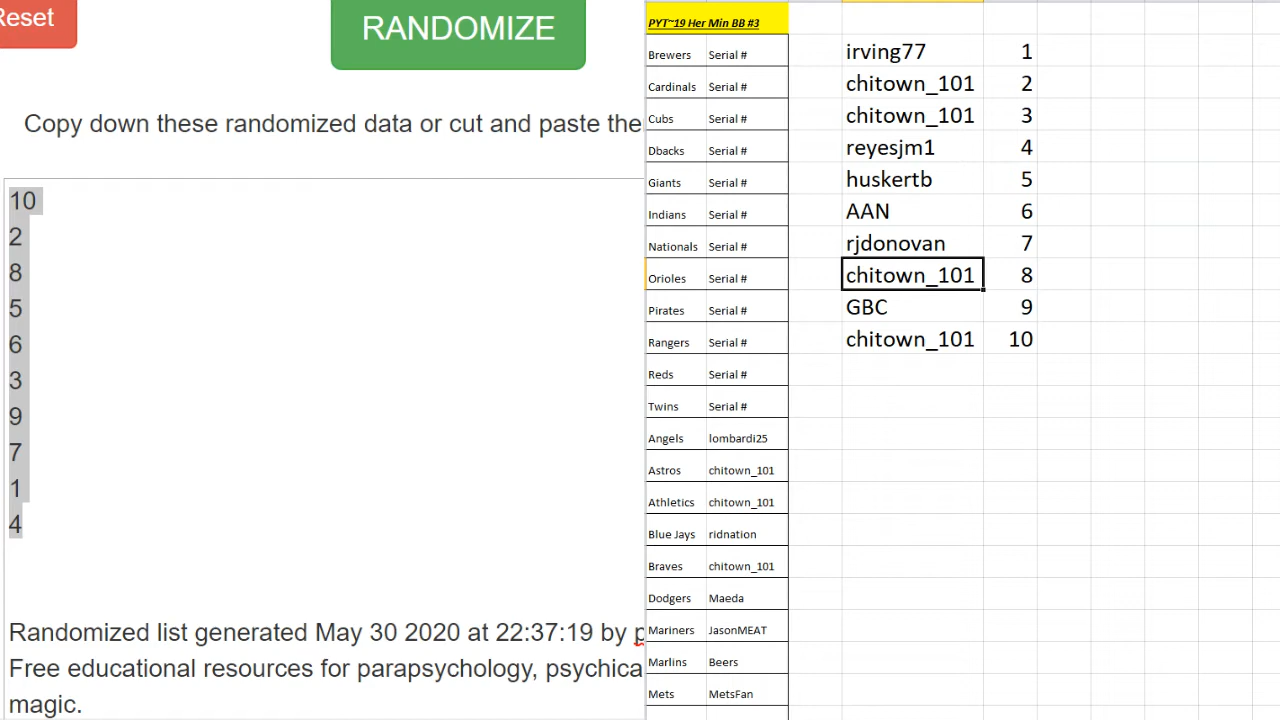 Reset
RANDOMIZE
Copy down these randomized data or cut and paste the
10
2
8
5
6
3
9
7
1
4
Randomized list generated May 30 2020 at 22:37:19 by p
Free educational resources for parapsychology, psychica
magic.
PYT~19 Her Min BB #3
Brewers Serial #
Cardinals Serial #
Cubs Serial #
Dbacks Serial #
Giants Serial #
Indians Serial #
Nationals Serial #
Orioles Serial #
Pirates Serial #
Rangers Serial #
Reds Serial #
Twins Serial #
Angels lombardi25
Astros chitown_101
Athletics chitown_101
Blue Jays ridnation
Braves chitown_101
Dodgers Maeda
Mariners JasonMEAT
Marlins Beers
Mets MetsFan
irving77 1
chitown_101 2
chitown_101 3
reyesjm1 4
huskertb 5
AAN 6
rjdonovan 7
chitown_101 8
GBC 9
chitown_101 10